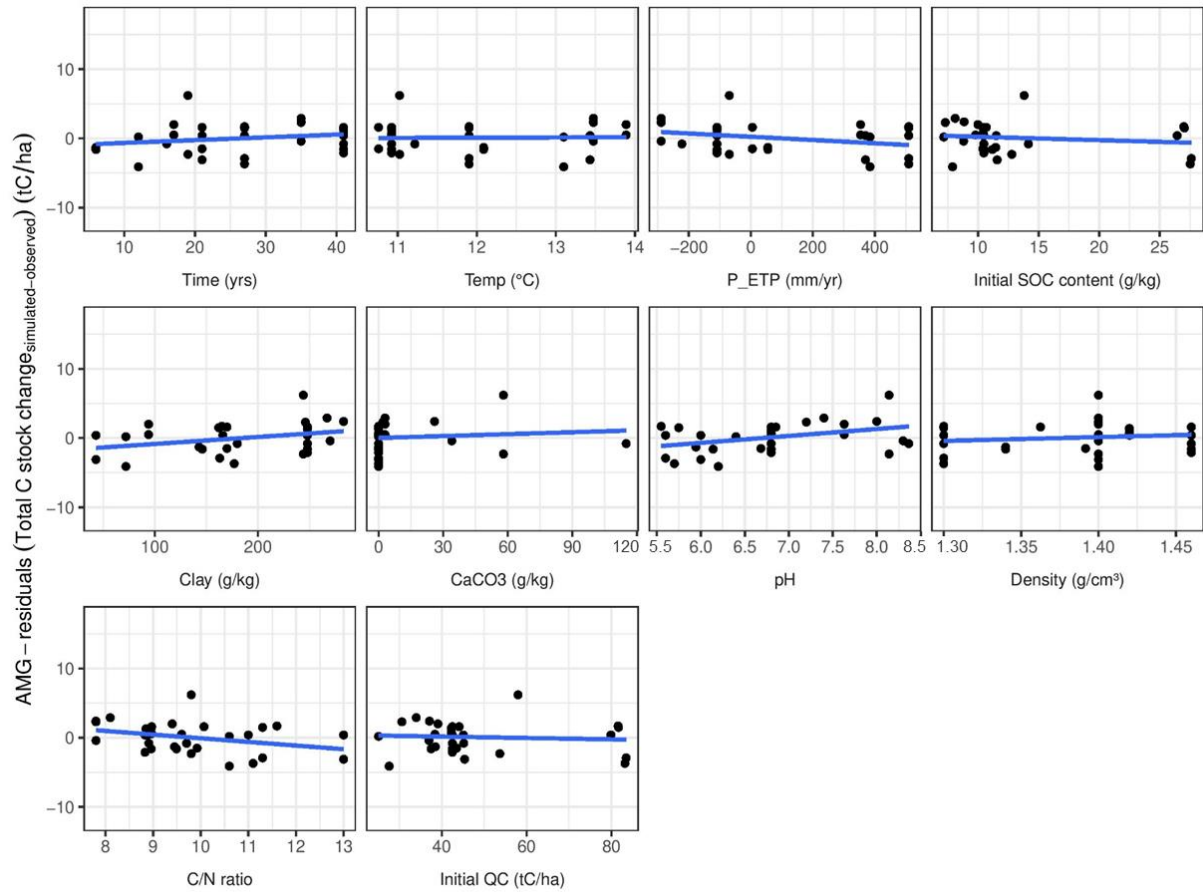 AMG – residuals (Total C stock change simulated−observed) (tC/ha)
10
0
−10
10 20 30 40
Time (yrs)
11 12 13 14
Temp (°C)
−200 0 200 400
P_ETP (mm/yr)
10 15 20 25
Initial SOC content (g/kg)
10
0
−10
100 200
Clay (g/kg)
0 30 60 90 120
CaCO3 (g/kg)
5.5 6.0 6.5 7.0 7.5 8.0 8.5
pH
1.30 1.35 1.40 1.45
Density (g/cm³)
10
0
−10
8 9 10 11 12 13
C/N ratio
40 60 80
Initial QC (tC/ha)